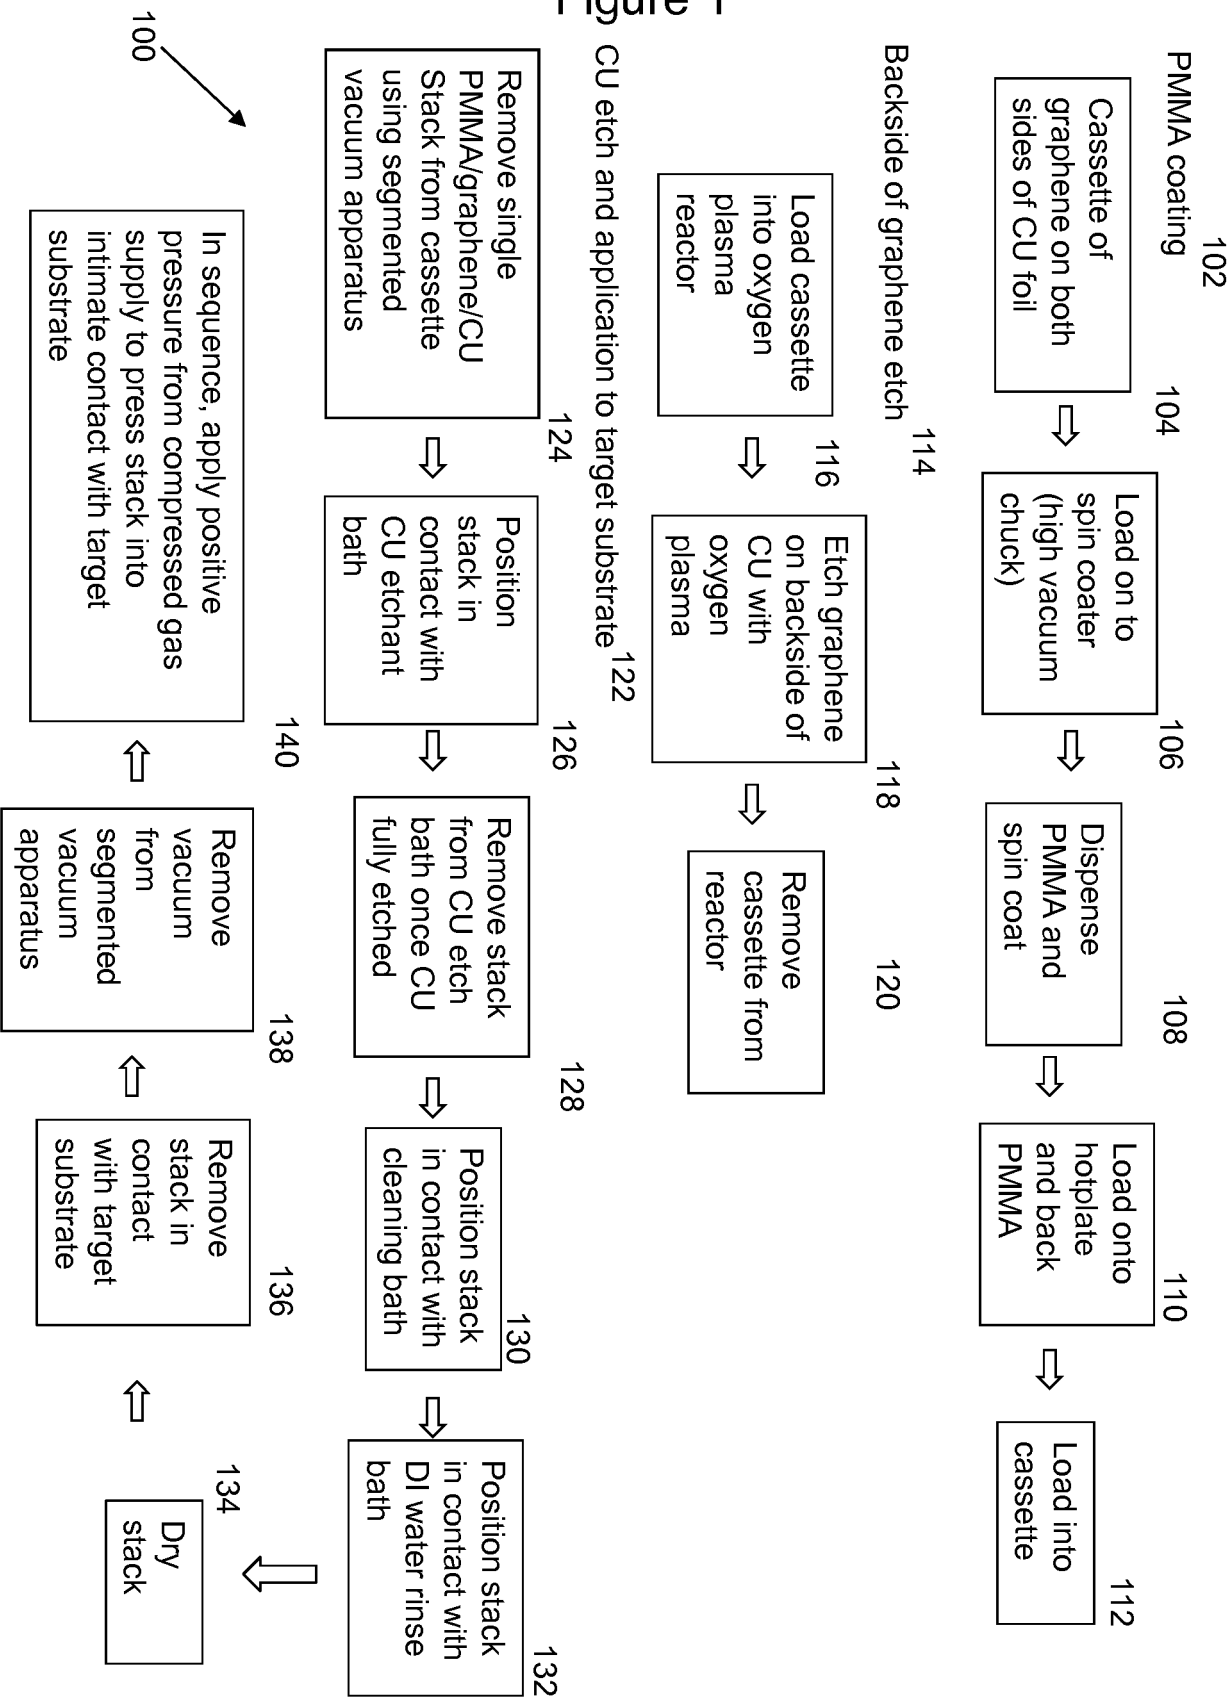 Figure 1
102
PMMA coating
Cassette of
graphene on both
sides of CU foil
104
Load on to
spin coater
(high vacuum
chuck)
106
Dispense
PMMA and
spin coat
108
Load onto
hotplate
and back
PMMA
110
Load into
cassette
112
Backside of graphene etch
114
Load cassette
into oxygen
plasma
reactor
116
Etch graphene
on backside of
CU with
oxygen
plasma
118
Remove
cassette from
reactor
120
CU etch and application to target substrate
122
Remove single
PMMA/graphene/CU
Stack from cassette
using segmented
vacuum apparatus
124
Position
stack in
contact with
CU etchant
bath
126
Remove stack
from CU etch
bath once CU
fully etched
128
Position stack
in contact with
cleaning bath
130
Position stack
in contact with
DI water rinse
bath
132
Dry
stack
134
Remove
stack in
contact
with target
substrate
136
Remove
vacuum
from
segmented
vacuum
apparatus
138
In sequence, apply positive
pressure from compressed gas
supply to press stack into
intimate contact with target
substrate
140
100